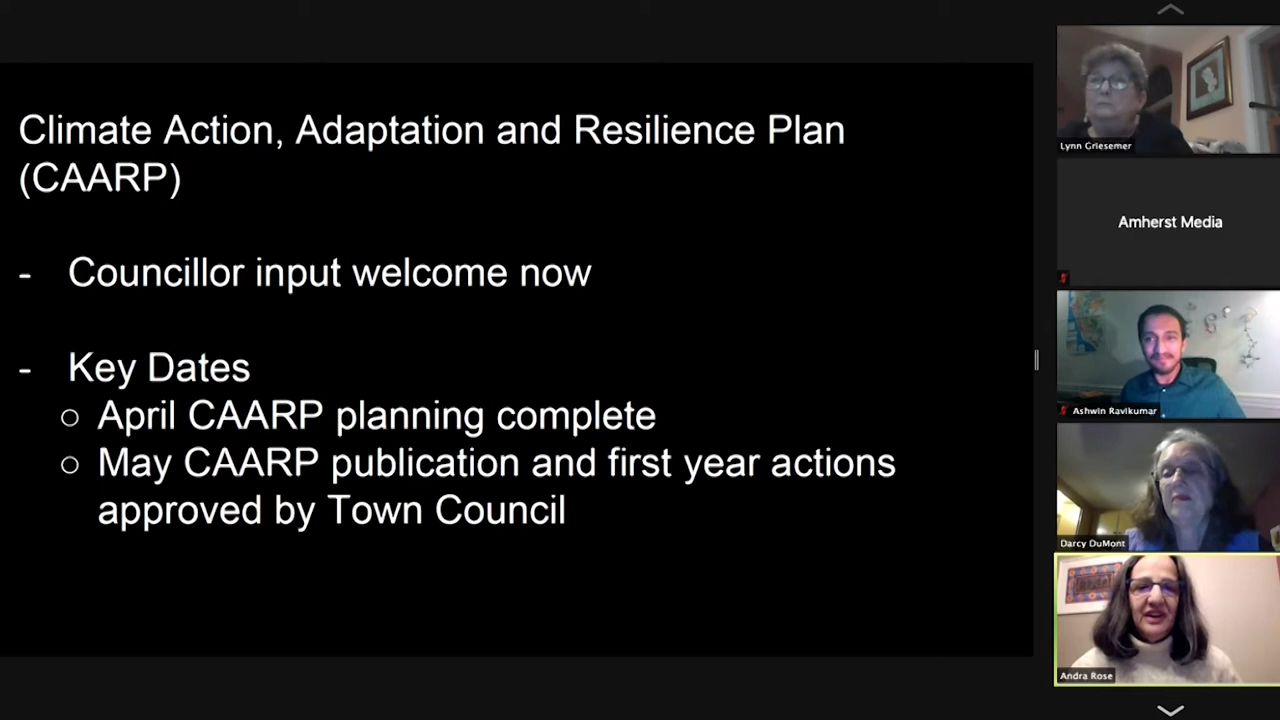 Climate Action, Adaptation and Resilience Plan
(CAARP)
- Councillor input welcome now
- Key Dates
○ April CAARP planning complete
○ May CAARP publication and first year actions
approved by Town Council
Lynn Griesemer
Amherst Media
Ashwin Ravikumar
Darcy DuMont
Andra Rose